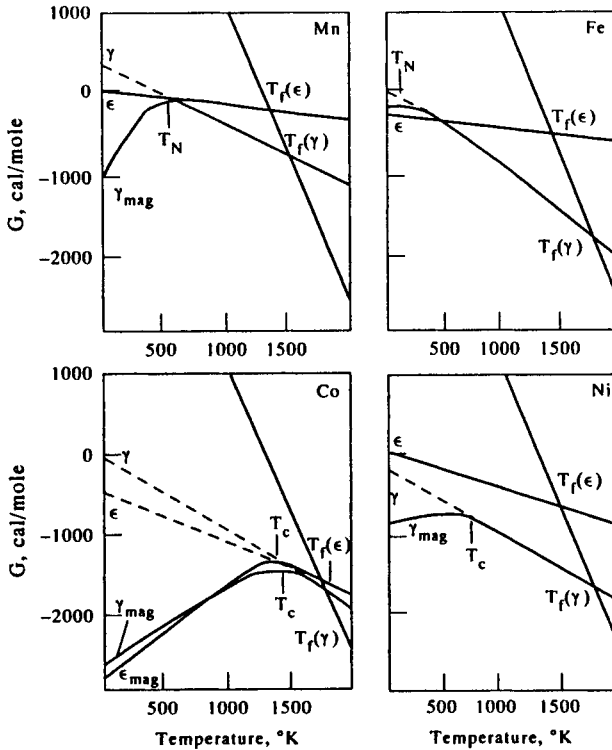 1000
Mn
γ
0
ε
T_f(ε)
T_N
T_f(γ)
-1000
γ_mag
-2000
G, cal/mole
500
1000
1500
Fe
T_N
ε
T_f(ε)
T_f(γ)
500
1000
1500
1000
Co
0
γ
ε
-1000
T_c
T_f(ε)
T_c
γ_mag
T_f(γ)
-2000
ε_mag
G, cal/mole
500
1000
1500
Temperature, °K
Ni
ε
T_f(ε)
γ
γ_mag
T_c
T_f(γ)
500
1000
1500
Temperature, °K